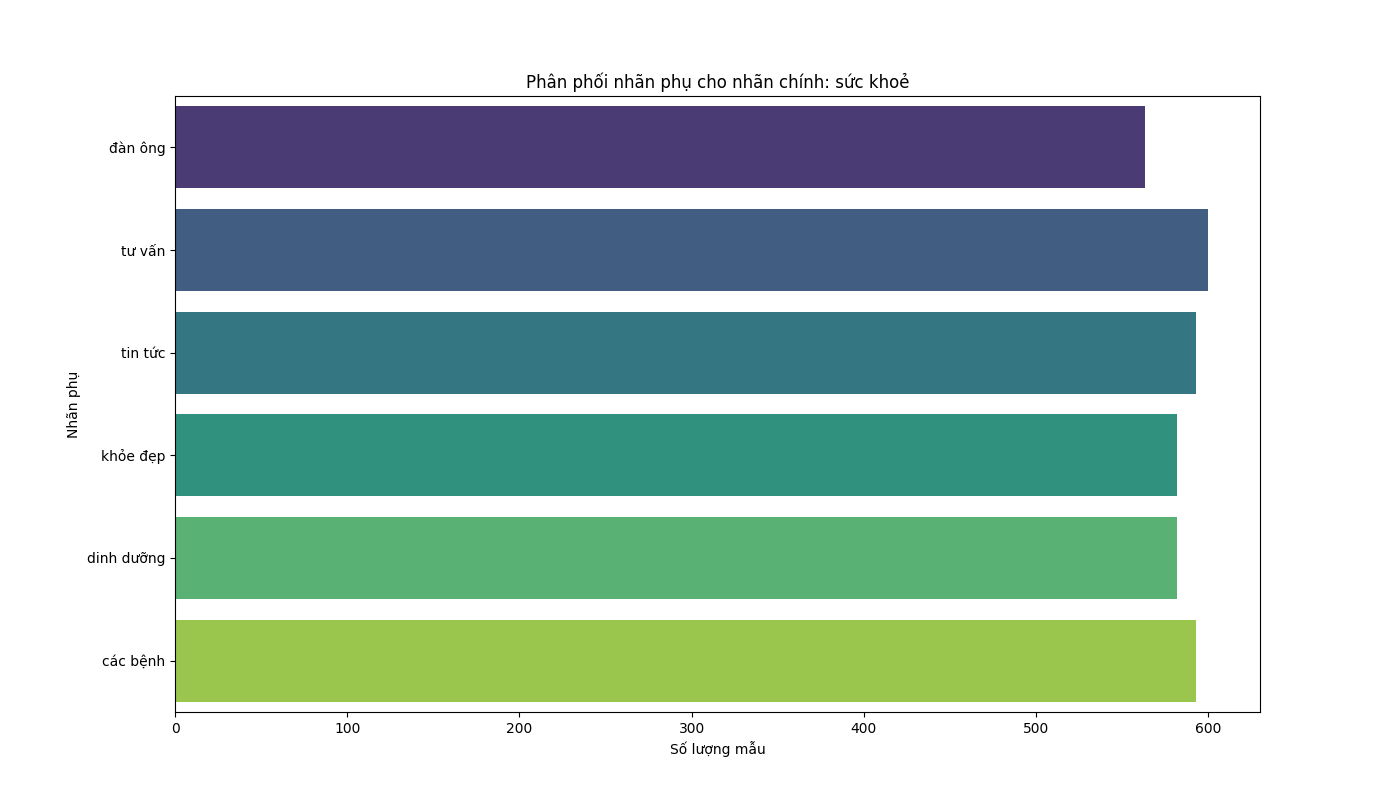 Phân phối nhãn phụ cho nhãn chính: sức khoẻ
đàn ông
tư vấn
tin tức
khỏe đẹp
dinh dưỡng
các bệnh
Nhãn phụ
0 100 200 300 400 500 600
Số lượng mẫu